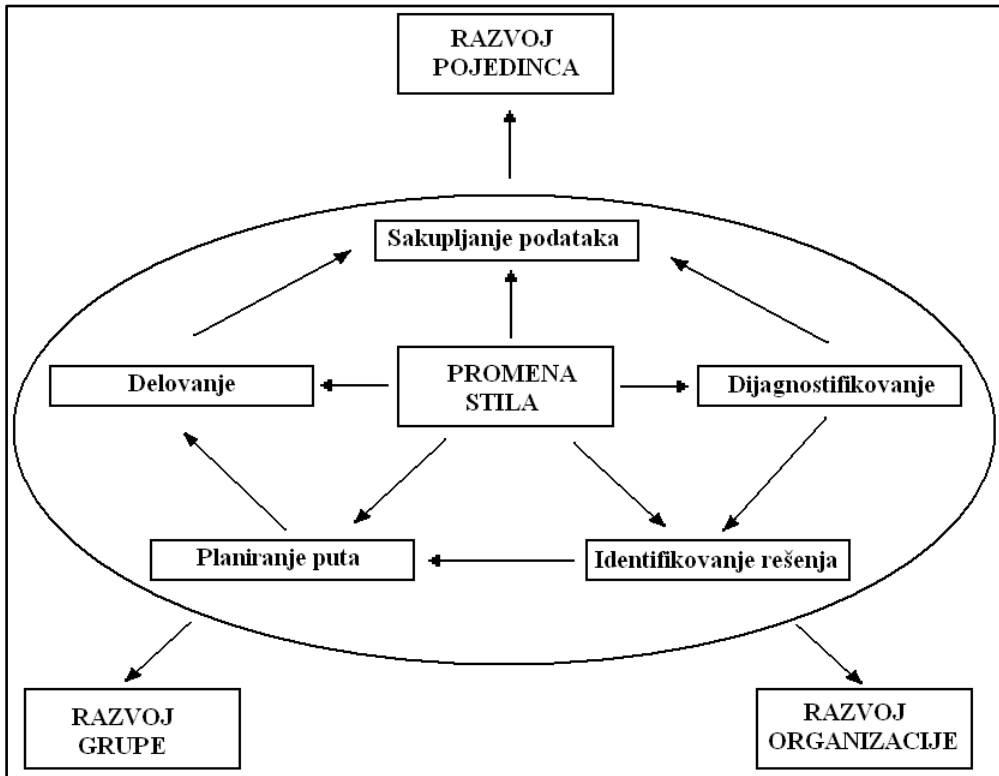 RAZVOJ
POJEDINCA
Sakupljanje podataka
Delovanje
PROMENA
STILA
Dijagnostifikovanje
Planiranje puta
Identifikovanje rešenja
RAZVOJ
GRUPE
RAZVOJ
ORGANIZACIJE